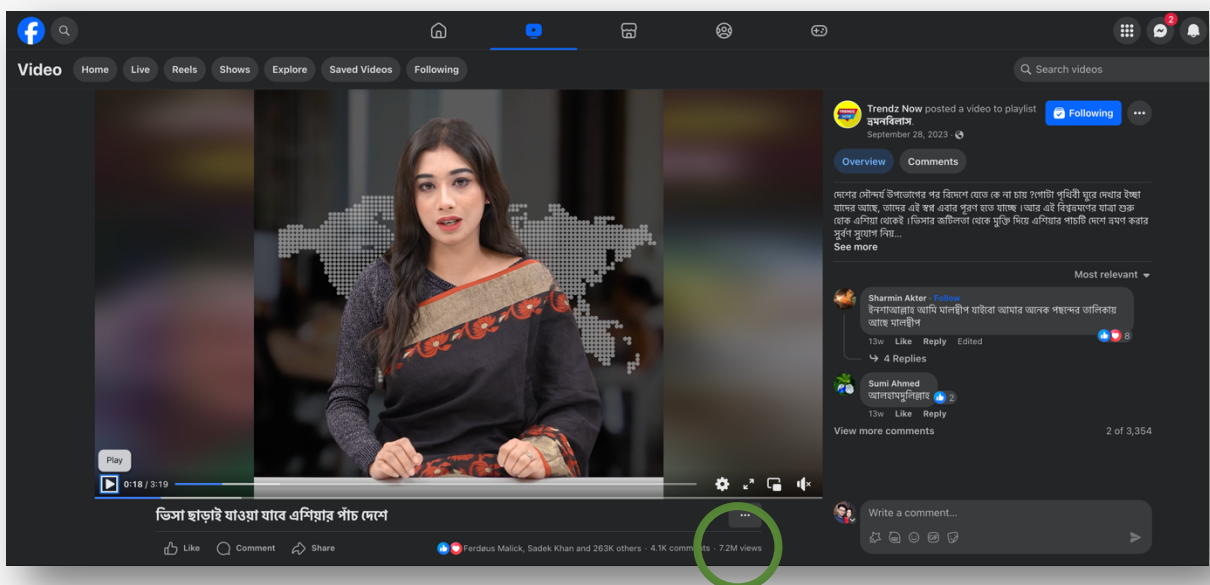 2
Video
Home
Live
Reels
Shows
Explore
Saved Videos
Following
Search videos
Trendz Now posted a video to playlist
ভ্রমনবিলাস.
September 28, 2023 ·
Following
Overview
Comments
দেশের সৌন্দর্য উপভোগের পর বিদেশে যেতে কে না চায় ?গোটা পৃথিবী ঘুরে দেখার ইচ্ছা
যাদের আছে, তাদের এই স্বপ্ন এবার পূরণ হতে যাচ্ছে ।আর এই বিশ্বভ্রমণের যাত্রা শুরু
হোক এশিয়া থেকেই ।ভিসার জটিলতা থেকে মুক্তি দিয়ে এশিয়ার পাচটি দেশে ভ্রমণ করার
সুর্বণ সুযোগ নিয়...
See more
Most relevant
Sharmin Akter · Follow
ইনশাআল্লাহ আমি মালদ্বীপ যাইবো আমার অনেক পছন্দের তালিকায়
আছে মালদ্বীপ
8
13w Like Reply Edited
4 Replies
Sumi Ahmed
আলহামদুলিল্লাহ
2
13w Like Reply
View more comments
2 of 3,354
Play
0:18 / 3:19
ভিসা ছাড়াই যাওয়া যাবে এশিয়ার পাঁচ দেশে
Like
Comment
Share
Ferdøus Malick, Sadek Khan and 263K others · 4.1K comments · 7.2M views
Write a comment...
GIF